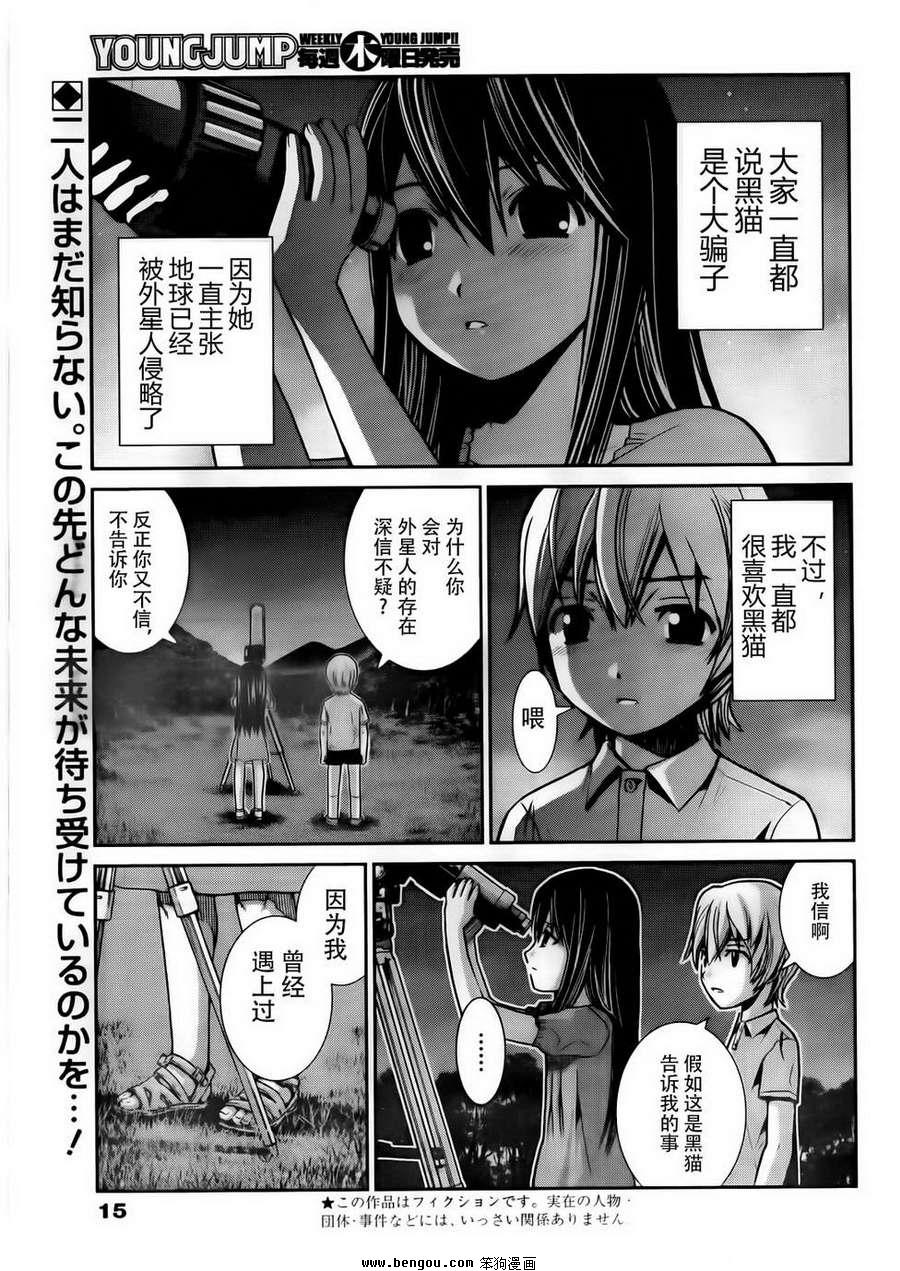 YOUNG JUMP
WEEKLY YOUNG JUMP!!
毎週木曜日発売
◆二人はまだ知らない。この先どんな未来が待ち受けているのかを…!
大家一直都
说黑猫
是个大骗子
因为她
一直主张
地球已经
被外星人侵略了
不过，
我一直都
很喜欢黑猫
喂
为什么你
会对
外星人的存在
深信不疑?
反正你又不信，
不告诉你
我信啊
假如这是黑猫
告诉我的事
……
因为我
曾经
遇上过
★この作品はフィクションです。実在の人物・
団体・事件などには、いっさい関係ありません
15
www.bengou.com 笨狗漫画